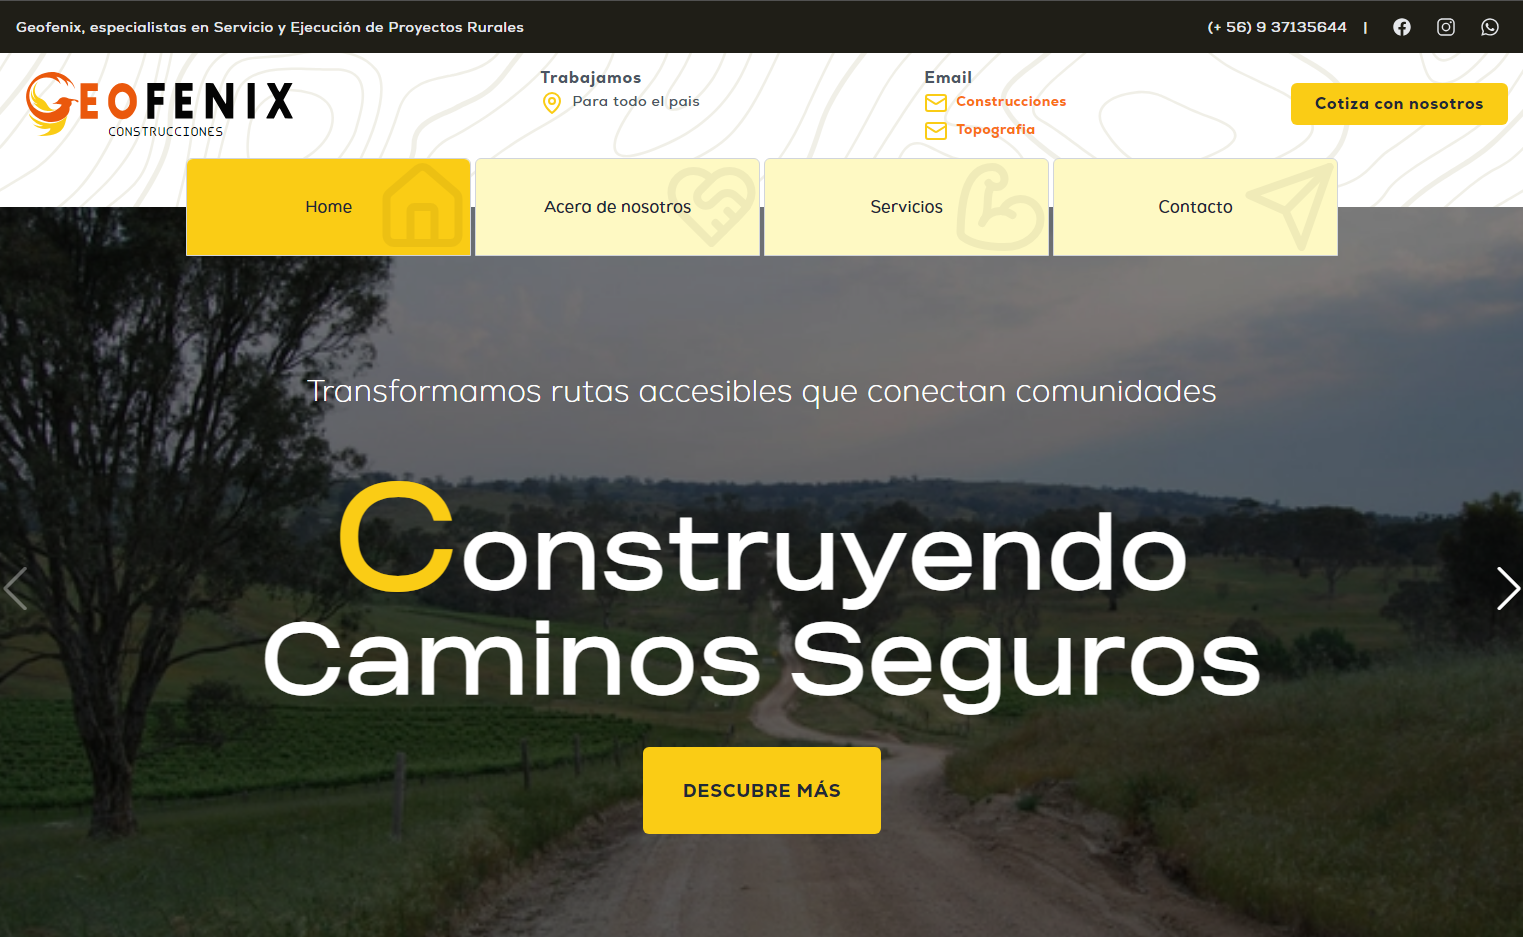 Geofenix, especialistas en Servicio y Ejecución de Proyectos Rurales
(+ 56) 9 37135644 |
GEOFENIX
CONSTRUCCIONES
Trabajamos
Para todo el pais
Email
Construcciones
Topografia
Cotiza con nosotros
Home
Acera de nosotros
Servicios
Contacto
Transformamos rutas accesibles que conectan comunidades
Construyendo
Caminos Seguros
DESCUBRE MÁS